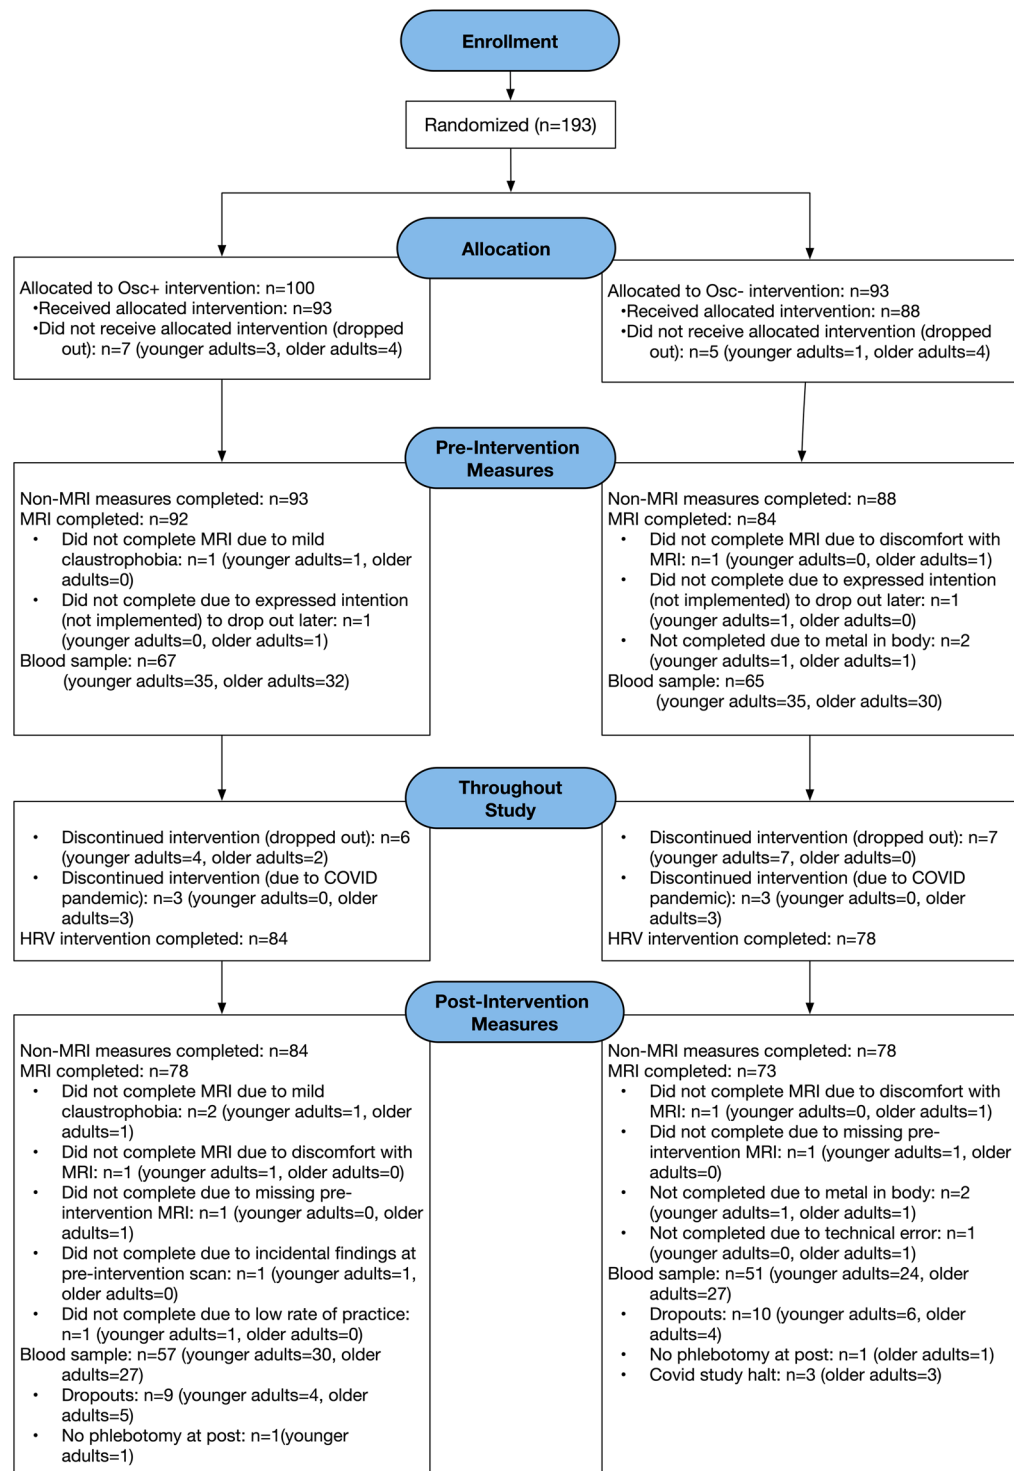 Enrollment
Randomized (n=193)
Allocation
Allocated to Osc+ intervention: n=100
•Received allocated intervention: n=93
•Did not receive allocated intervention (dropped
out): n=7 (younger adults=3, older adults=4)
Allocated to Osc- intervention: n=93
•Received allocated intervention: n=88
•Did not receive allocated intervention (dropped
out): n=5 (younger adults=1, older adults=4)
Pre-Intervention
Measures
Non-MRI measures completed: n=93
MRI completed: n=92
• Did not complete MRI due to mild
claustrophobia: n=1 (younger adults=1, older
adults=0)
• Did not complete due to expressed intention
(not implemented) to drop out later: n=1
(younger adults=0, older adults=1)
Blood sample: n=67
(younger adults=35, older adults=32)
Non-MRI measures completed: n=88
MRI completed: n=84
• Did not complete MRI due to discomfort with
MRI: n=1 (younger adults=0, older adults=1)
• Did not complete due to expressed intention
(not implemented) to drop out later: n=1
(younger adults=1, older adults=0)
• Not completed due to metal in body: n=2
(younger adults=1, older adults=1)
Blood sample: n=65
(younger adults=35, older adults=30)
Throughout
Study
• Discontinued intervention (dropped out): n=6
(younger adults=4, older adults=2)
• Discontinued intervention (due to COVID
pandemic): n=3 (younger adults=0, older
adults=3)
HRV intervention completed: n=84
• Discontinued intervention (dropped out): n=7
(younger adults=7, older adults=0)
• Discontinued intervention (due to COVID
pandemic): n=3 (younger adults=0, older
adults=3)
HRV intervention completed: n=78
Post-Intervention
Measures
Non-MRI measures completed: n=84
MRI completed: n=78
• Did not complete MRI due to mild
claustrophobia: n=2 (younger adults=1, older
adults=1)
• Did not complete MRI due to discomfort with
MRI: n=1 (younger adults=1, older adults=0)
• Did not complete due to missing pre-
intervention MRI: n=1 (younger adults=0, older
adults=1)
• Did not complete due to incidental findings at
pre-intervention scan: n=1 (younger adults=1,
older adults=0)
• Did not complete due to low rate of practice:
n=1 (younger adults=1, older adults=0)
Blood sample: n=57 (younger adults=30, older
adults=27)
• Dropouts: n=9 (younger adults=4, older
adults=5)
• No phlebotomy at post: n=1(younger
adults=1)
Non-MRI measures completed: n=78
MRI completed: n=73
• Did not complete MRI due to discomfort with
MRI: n=1 (younger adults=0, older adults=1)
• Did not complete due to missing pre-
intervention MRI: n=1 (younger adults=1, older
adults=0)
• Not completed due to metal in body: n=2
(younger adults=1, older adults=1)
• Not completed due to technical error: n=1
(younger adults=0, older adults=1)
Blood sample: n=51 (younger adults=24, older
adults=27)
• Dropouts: n=10 (younger adults=6, older
adults=4)
• No phlebotomy at post: n=1 (older adults=1)
• Covid study halt: n=3 (older adults=3)